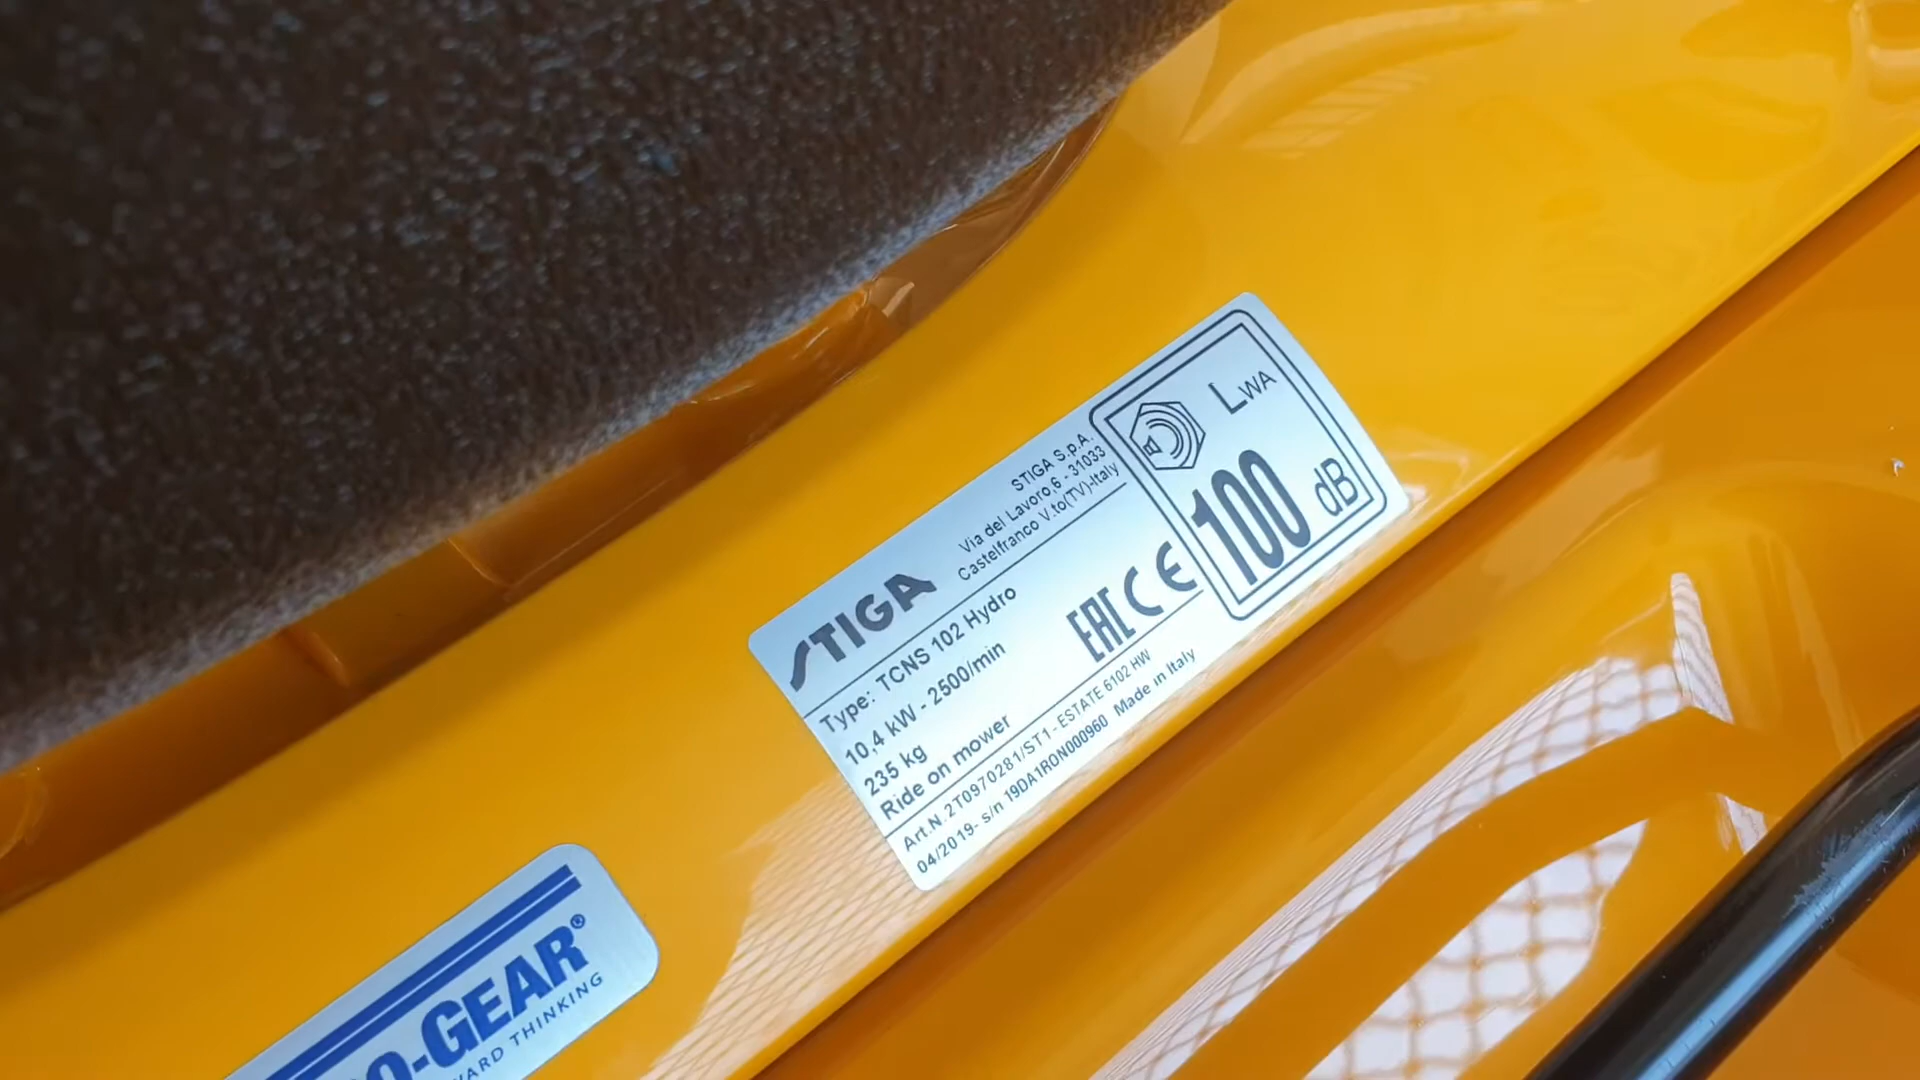 STIGA
STIGA S.p.A.
Via del Lavoro,6 - 31033
Castelfranco V.to(TV)-Italy
Type: TCNS 102 Hydro
10,4 kW - 2500/min
235 kg
Ride on mower
EAC CE
Art.N.2T0970281/ST1 - ESTATE 6102 HW
04/2019- s/n 19DA1RON000960 Made in Italy
LWA
100 dB
O-GEAR®
WARD THINKING